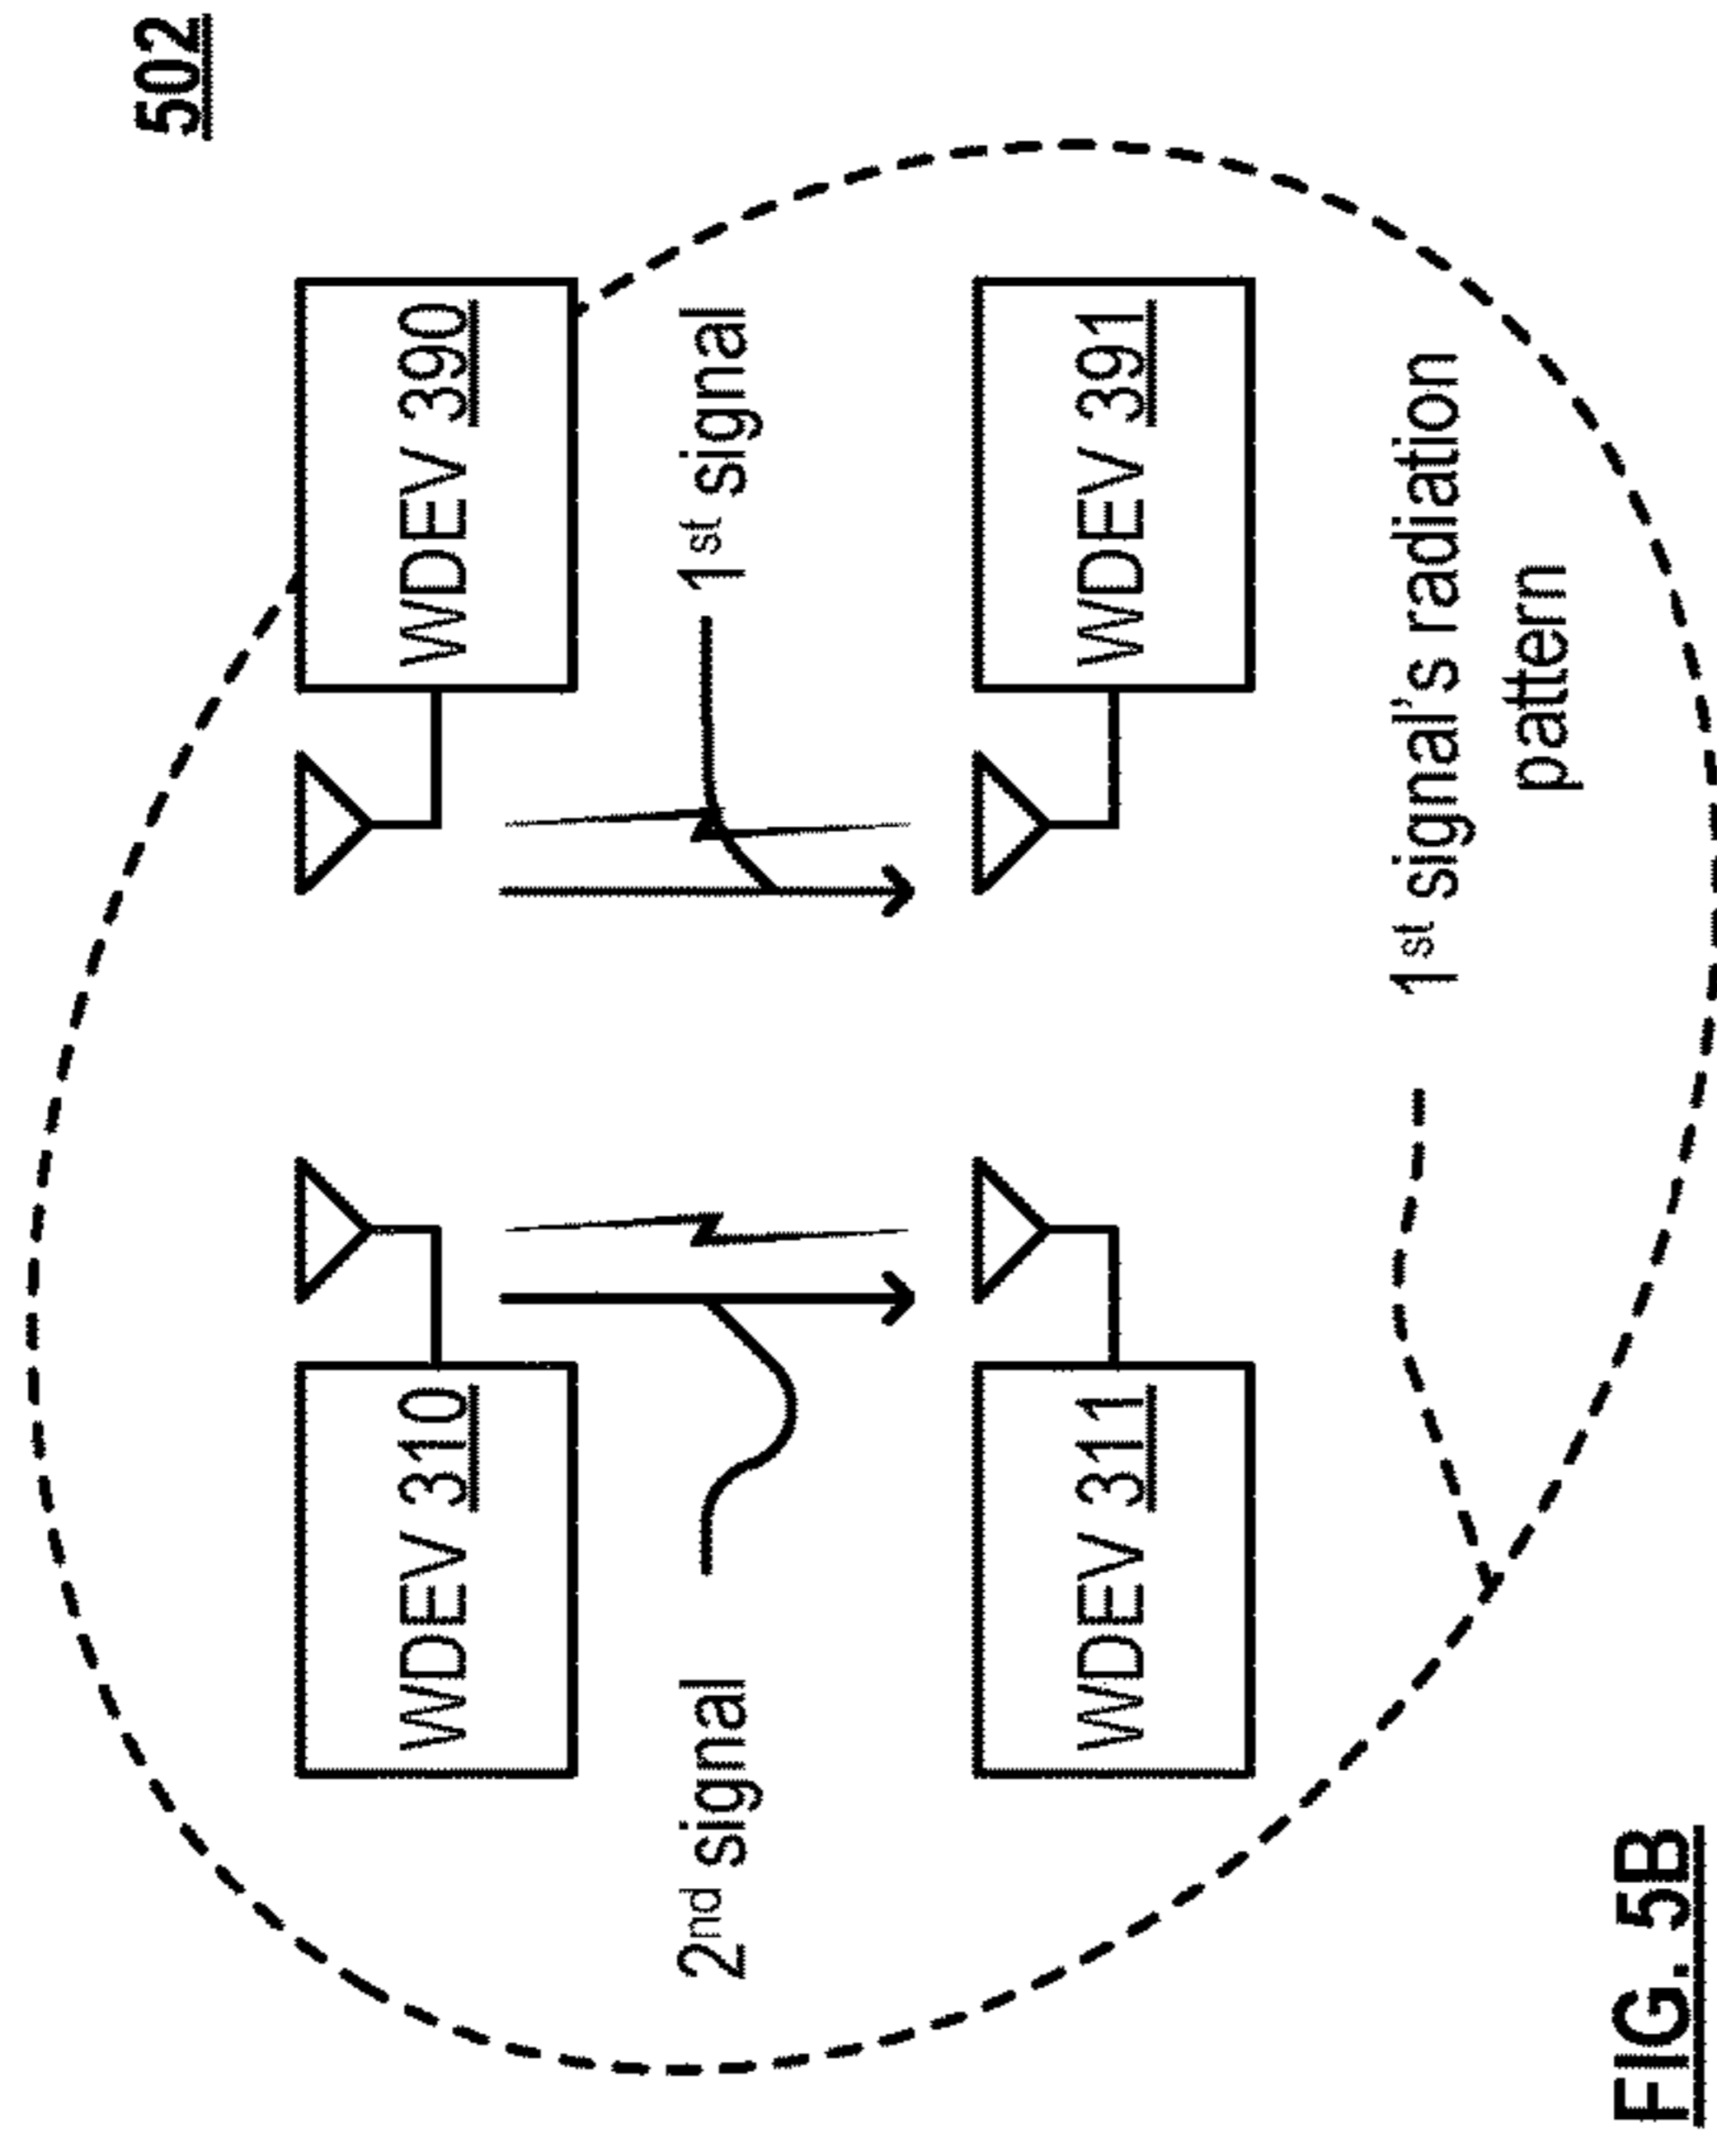 502
WDEV 310
WDEV 390
2nd signal
1st signal
WDEV 311
WDEV 391
1st signal's radiation
pattern
FIG. 5B